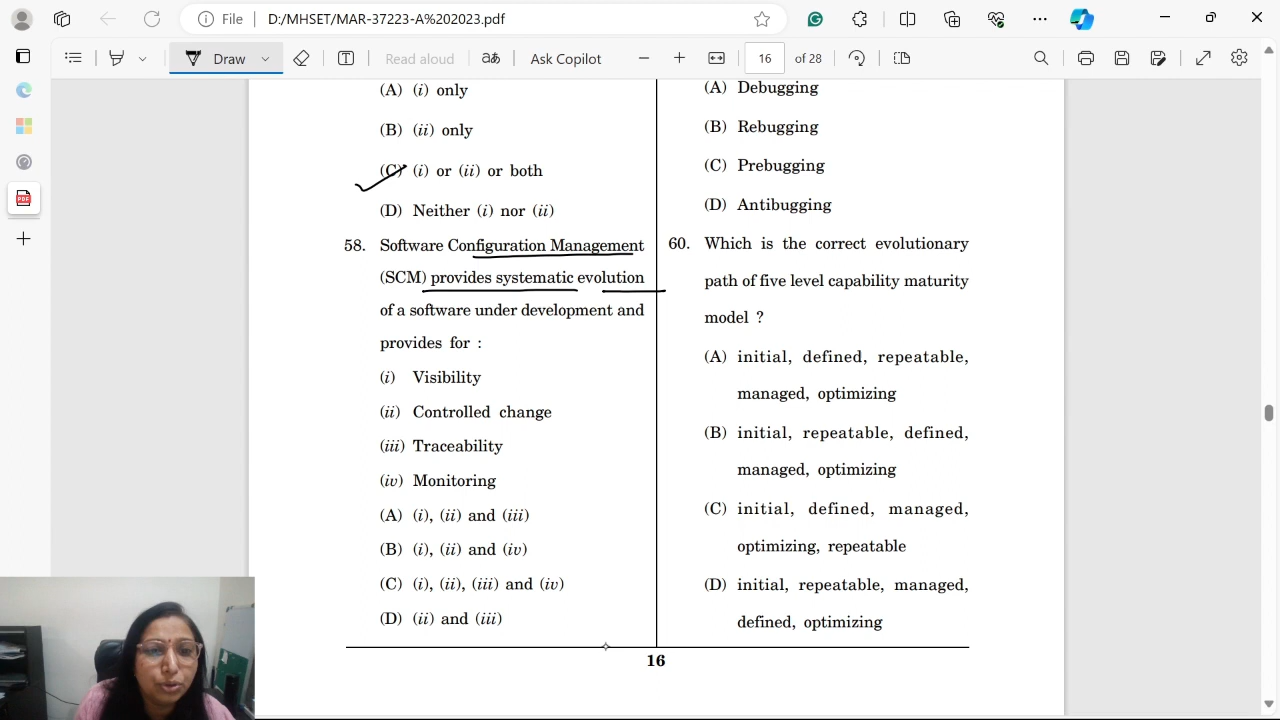 File
D:/MHSET/MAR-37223-A%202023.pdf
Draw
Read aloud
aあ
Ask Copilot
16
of 28
(A) (i) only
(B) (ii) only
(C) (i) or (ii) or both
(D) Neither (i) nor (ii)
58. Software Configuration Management
(SCM) provides systematic evolution
of a software under development and
provides for :
(i) Visibility
(ii) Controlled change
(iii) Traceability
(iv) Monitoring
(A) (i), (ii) and (iii)
(B) (i), (ii) and (iv)
(C) (i), (ii), (iii) and (iv)
(D) (ii) and (iii)
(A) Debugging
(B) Rebugging
(C) Prebugging
(D) Antibugging
60. Which is the correct evolutionary
path of five level capability maturity
model ?
(A) initial, defined, repeatable,
managed, optimizing
(B) initial, repeatable, defined,
managed, optimizing
(C) initial, defined, managed,
optimizing, repeatable
(D) initial, repeatable, managed,
defined, optimizing
16